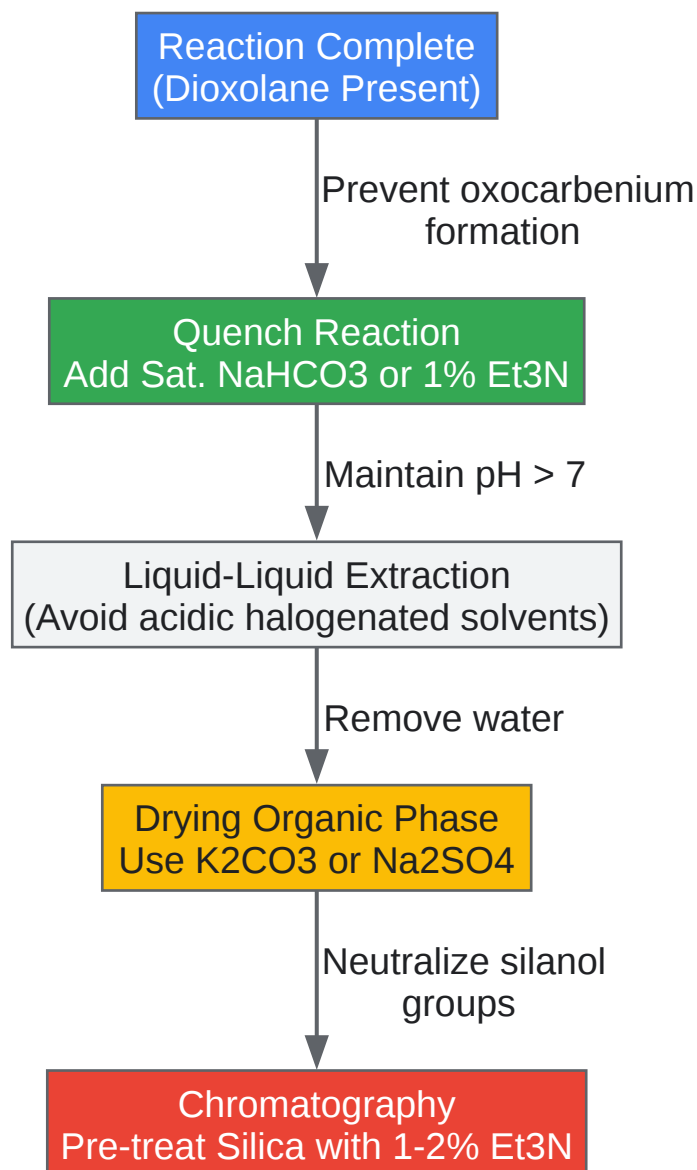 Reaction Complete
(Dioxolane Present)
Prevent oxocarbenium
formation
Quench Reaction
Add Sat. NaHCO3 or 1% Et3N
Maintain pH > 7
Liquid-Liquid Extraction
(Avoid acidic halogenated solvents)
Remove water
Drying Organic Phase
Use K2CO3 or Na2SO4
Neutralize silanol
groups
Chromatography
Pre-treat Silica with 1-2% Et3N